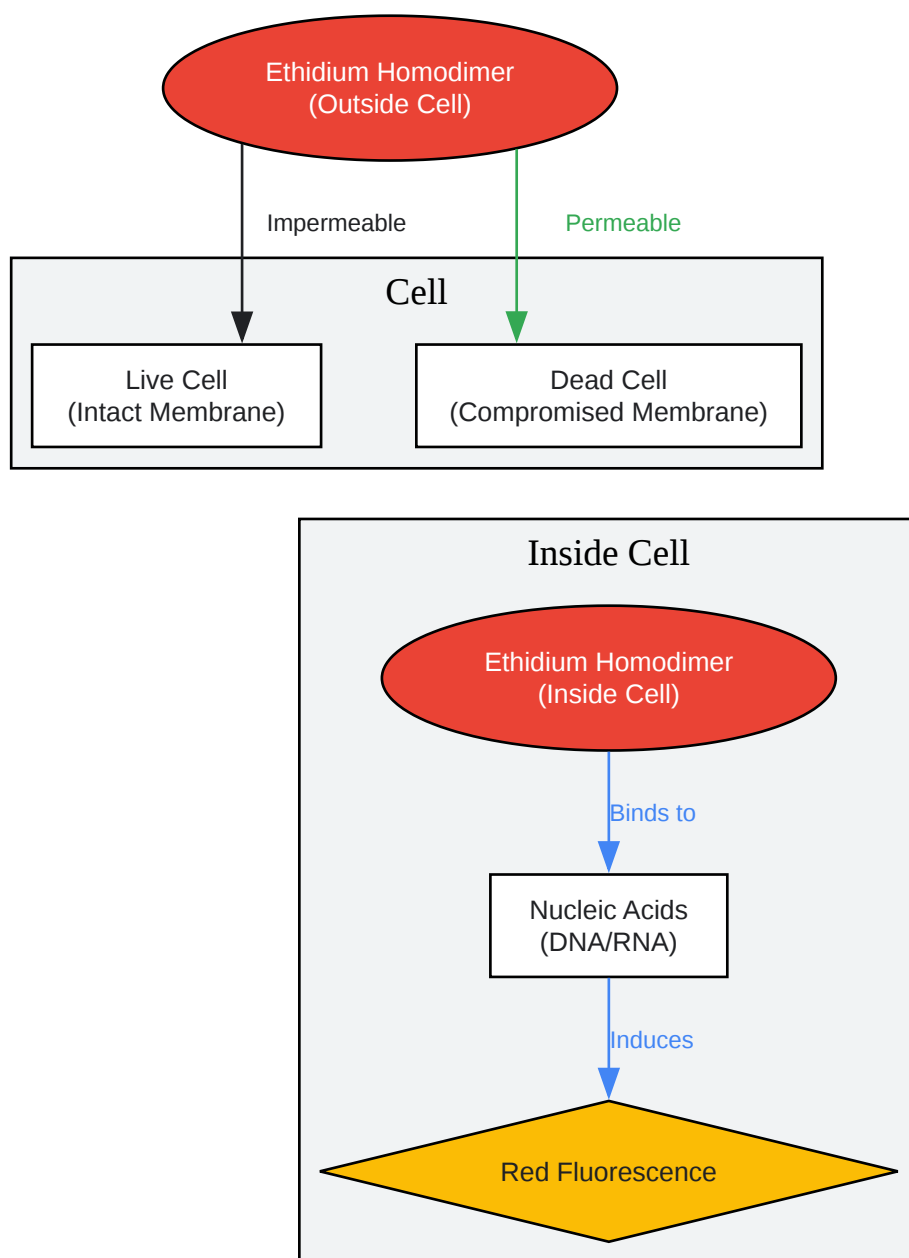 Ethidium Homodimer
(Outside Cell)
Impermeable
Permeable
Cell
Live Cell
(Intact Membrane)
Dead Cell
(Compromised Membrane)
Inside Cell
Ethidium Homodimer
(Inside Cell)
Binds to
Nucleic Acids
(DNA/RNA)
Induces
Red Fluorescence